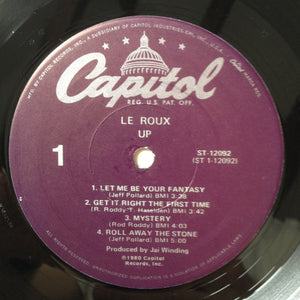 Capitol
REG. U.S. PAT. OFF.
LE ROUX
UP
ST-12092
(ST 1-12092)
1
1. LET ME BE YOUR FANTASY
(Jeff Pollard) BMI 3:35
2. GET IT RIGHT THE FIRST TIME
(R. Roddy-T. Haselden) BMI 3:42
3. MYSTERY
(Rod Roddy) BMI 4:03
4. ROLL AWAY THE STONE
(Jeff Pollard) BMI 5:00
Produced by Jai Winding
℗1980 Capitol
Records, Inc.